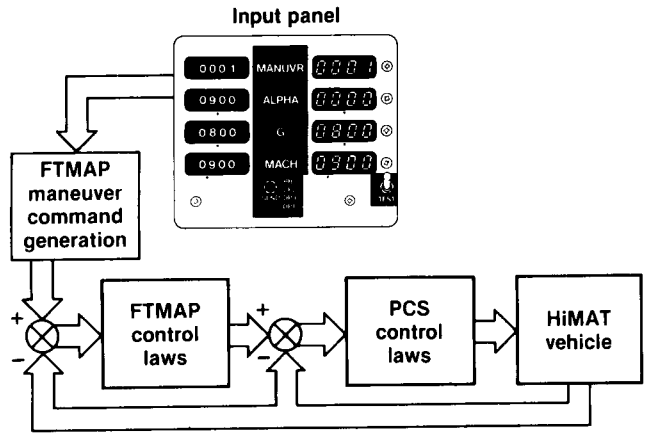 Input panel
0001 MANUVR 0001
0900 ALPHA 0000
0800 G 0800
0900 MACH 0900
TEST
FTMAP
maneuver
command
generation
+
−
FTMAP
control
laws
+
−
PCS
control
laws
HiMAT
vehicle